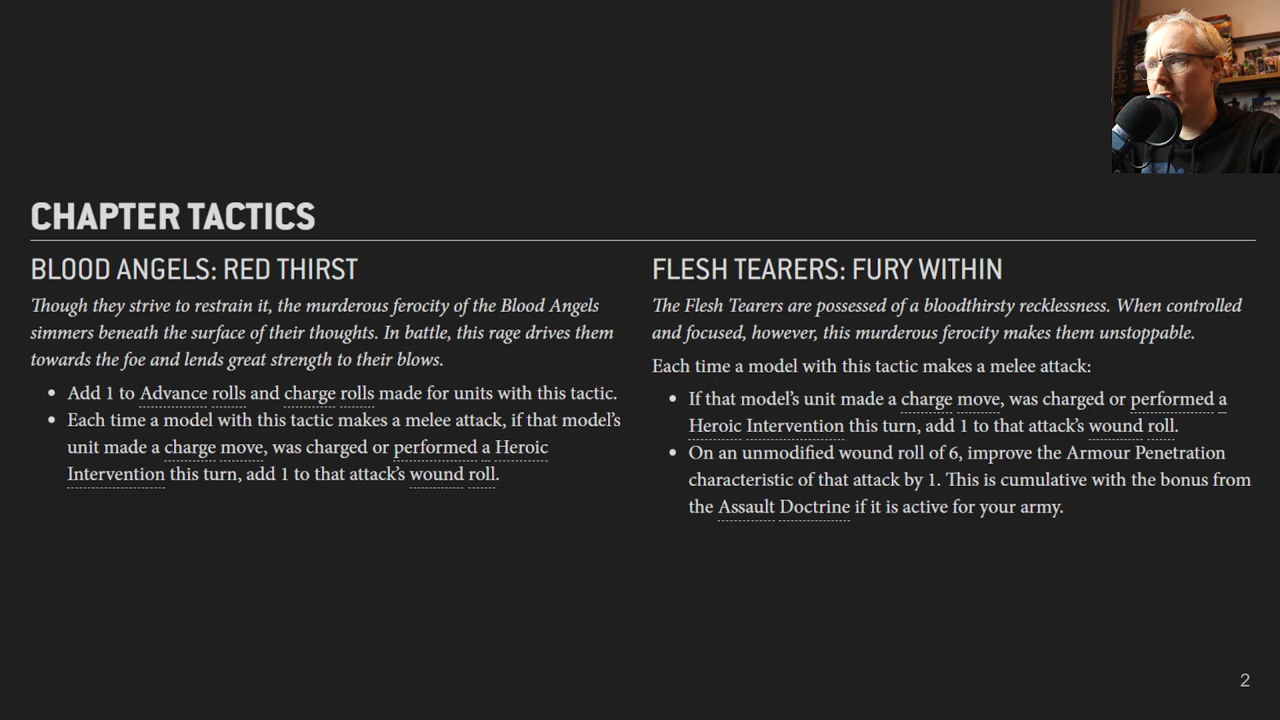 CHAPTER TACTICS
BLOOD ANGELS: RED THIRST
Though they strive to restrain it, the murderous ferocity of the Blood Angels
simmers beneath the surface of their thoughts. In battle, this rage drives them
towards the foe and lends great strength to their blows.
• Add 1 to Advance rolls and charge rolls made for units with this tactic.
• Each time a model with this tactic makes a melee attack, if that model's
unit made a charge move, was charged or performed a Heroic
Intervention this turn, add 1 to that attack's wound roll.
FLESH TEARERS: FURY WITHIN
The Flesh Tearers are possessed of a bloodthirsty recklessness. When controlled
and focused, however, this murderous ferocity makes them unstoppable.
Each time a model with this tactic makes a melee attack:
• If that model's unit made a charge move, was charged or performed a
Heroic Intervention this turn, add 1 to that attack's wound roll.
• On an unmodified wound roll of 6, improve the Armour Penetration
characteristic of that attack by 1. This is cumulative with the bonus from
the Assault Doctrine if it is active for your army.
2